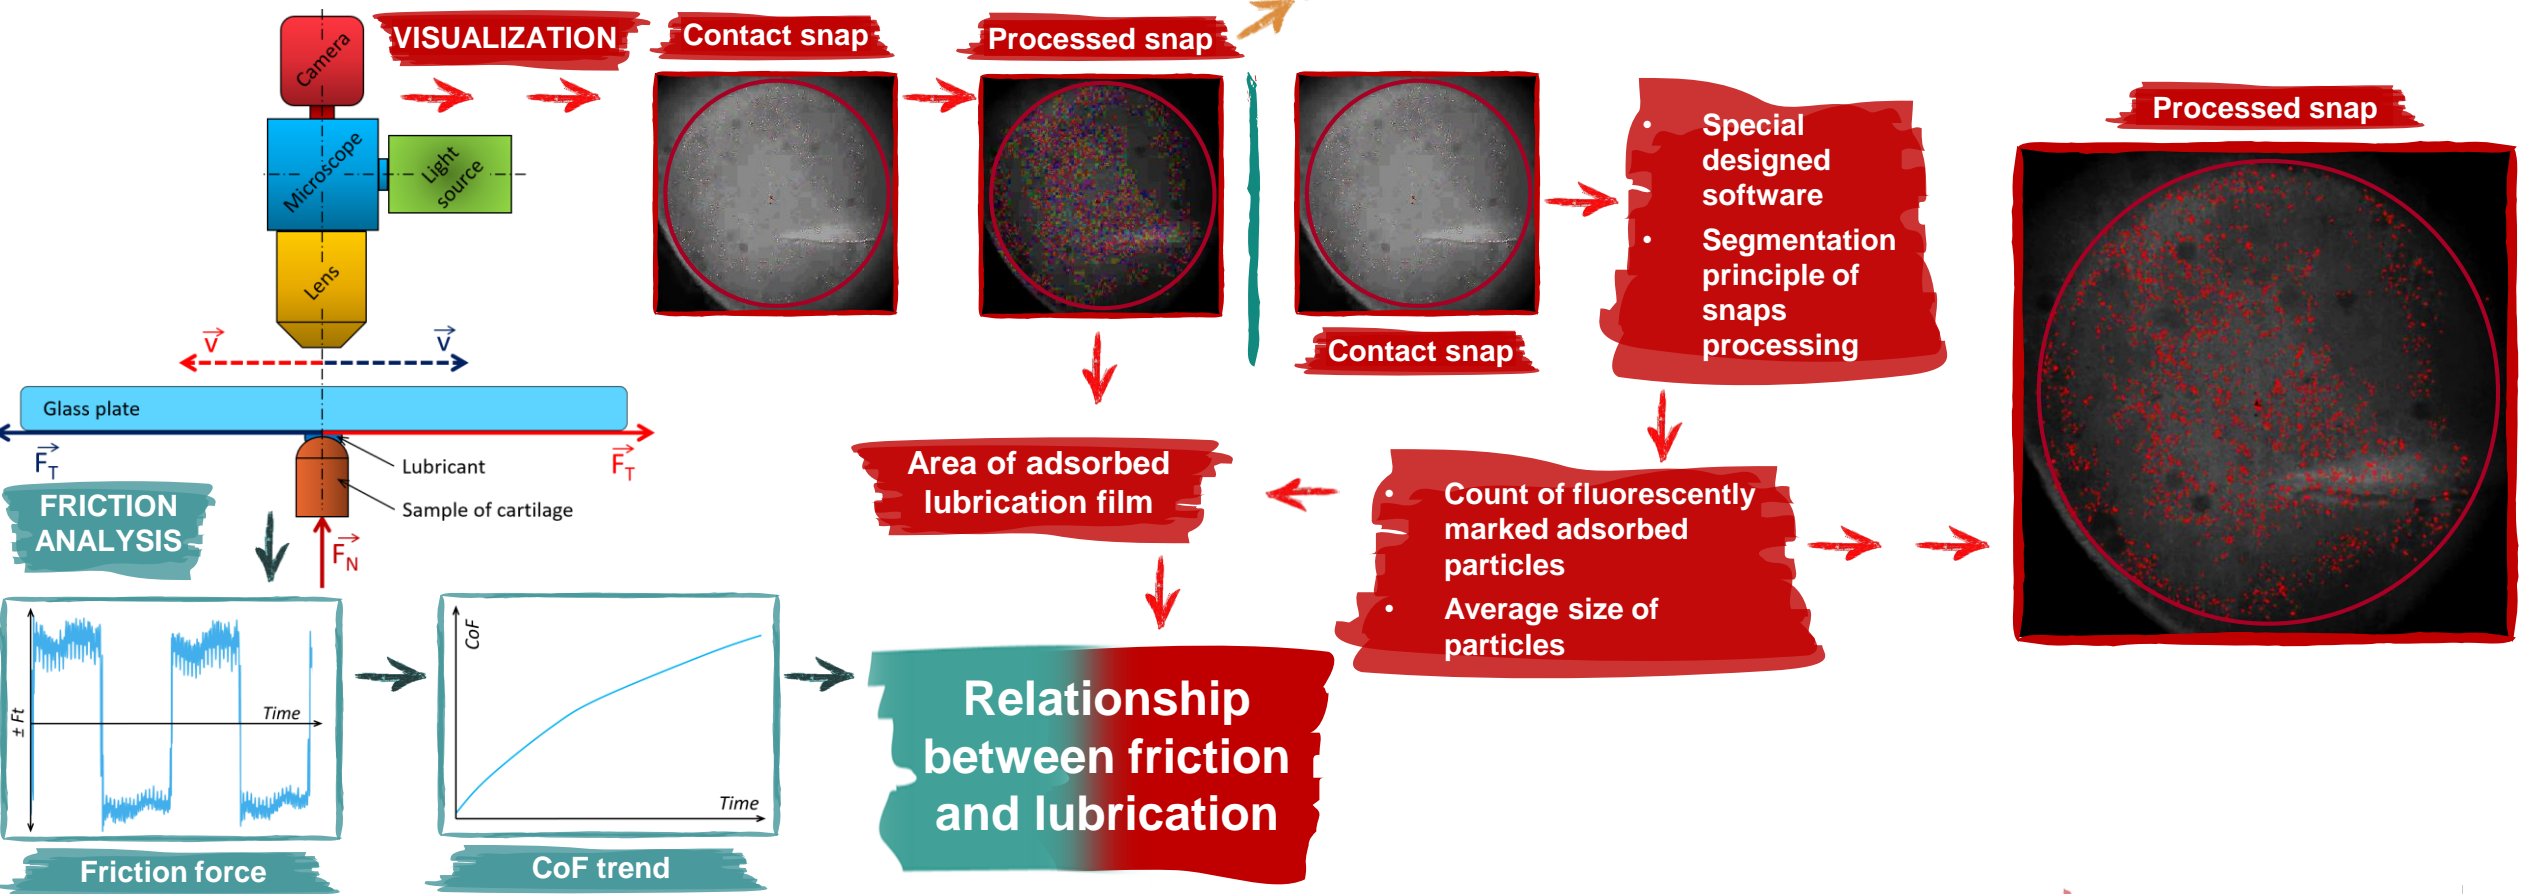 Camera
Microscope
Light
source
Lens
v
v
Glass plate
F_T
F_T
Lubricant
Sample of cartilage
F_N
VISUALIZATION
Contact snap
Processed snap
Contact snap
• Special
designed
software
• Segmentation
principle of
snaps
processing
Processed snap
Area of adsorbed
lubrication film
• Count of fluorescently
marked adsorbed
particles
• Average size of
particles
FRICTION
ANALYSIS
± Ft
Time
Friction force
CoF
Time
CoF trend
Relationship
between friction
and lubrication